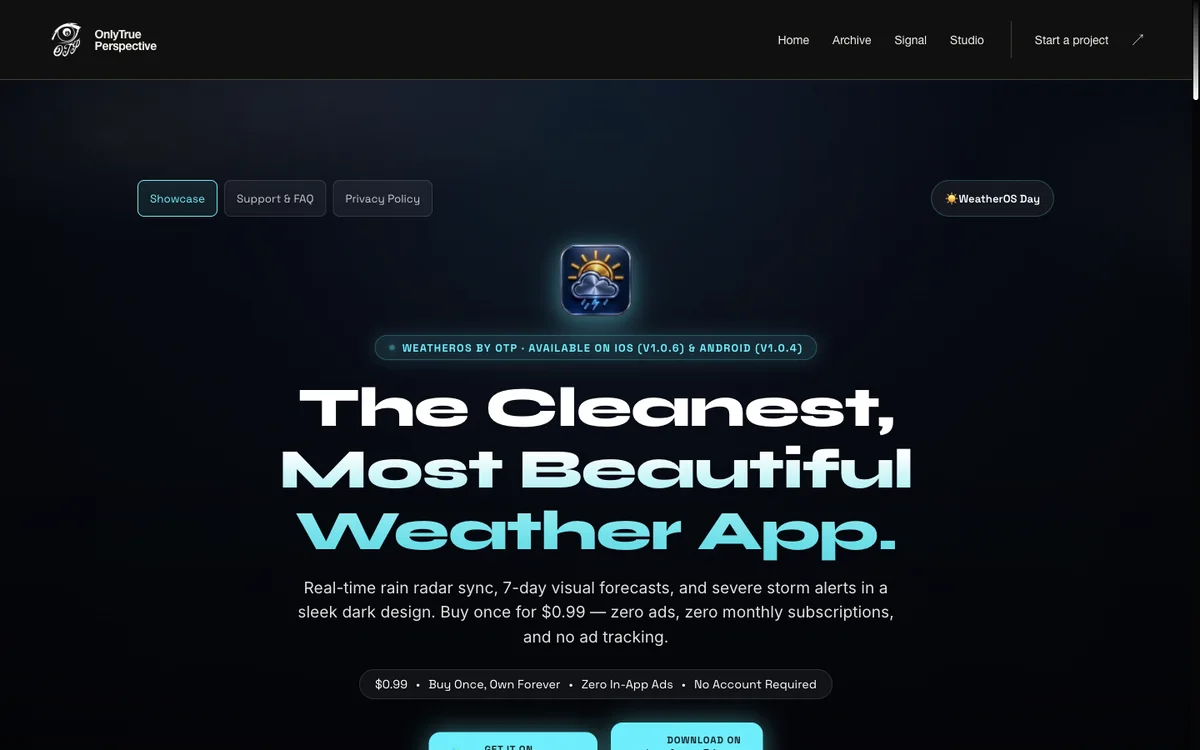 OnlyTrue
Perspective
Home
Archive
Signal
Studio
Start a project
Showcase
Support & FAQ
Privacy Policy
WeatherOS Day
WEATHEROS BY OTP · AVAILABLE ON IOS (V1.0.6) & ANDROID (V1.0.4)
The Cleanest,
Most Beautiful
Weather App.
Real-time rain radar sync, 7-day visual forecasts, and severe storm alerts in a
sleek dark design. Buy once for $0.99 — zero ads, zero monthly subscriptions,
and no ad tracking.
$0.99 • Buy Once, Own Forever • Zero In-App Ads • No Account Required
GET IT ON
DOWNLOAD ON